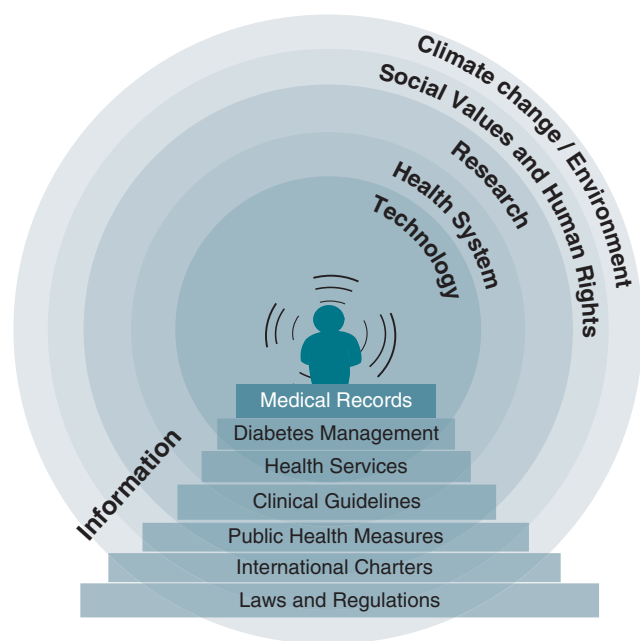 Climate change / Environment
Social Values and Human Rights
Research
Health System
Technology
Information
Medical Records
Diabetes Management
Health Services
Clinical Guidelines
Public Health Measures
International Charters
Laws and Regulations